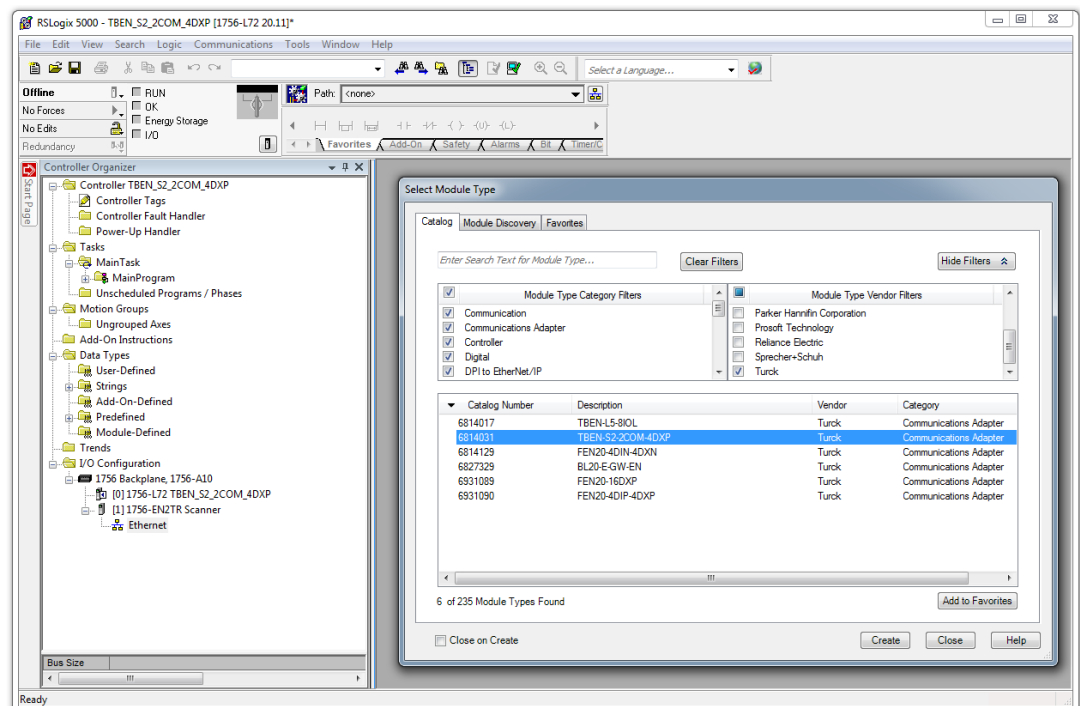 RSLogix 5000 - TBEN_S2_2COM_4DXP [1756-L72 20.11]*
File Edit View Search Logic Communications Tools Window Help
Select a Language...
Offline RUN
No Forces OK
No Edits Energy Storage
Redundancy I/O
Path: <none>
Favorites Add-On Safety Alarms Bit Timer/C
Start Page
Controller Organizer
Controller TBEN_S2_2COM_4DXP
Controller Tags
Controller Fault Handler
Power-Up Handler
Tasks
MainTask
MainProgram
Unscheduled Programs / Phases
Motion Groups
Ungrouped Axes
Add-On Instructions
Data Types
User-Defined
Strings
Add-On-Defined
Predefined
Module-Defined
Trends
I/O Configuration
1756 Backplane, 1756-A10
[0] 1756-L72 TBEN_S2_2COM_4DXP
[1] 1756-EN2TR Scanner
Ethernet
Bus Size
Ready
Select Module Type
Catalog Module Discovery Favorites
Enter Search Text for Module Type...
Clear Filters
Hide Filters
Module Type Category Filters
Communication
Communications Adapter
Controller
Digital
DPI to EtherNet/IP
Module Type Vendor Filters
Parker Hannifin Corporation
Prosoft Technology
Reliance Electric
Sprecher+Schuh
Turck
Catalog Number Description Vendor Category
6814017 TBEN-L5-8IOL Turck Communications Adapter
6814031 TBEN-S2-2COM-4DXP Turck Communications Adapter
6814129 FEN20-4DIN-4DXN Turck Communications Adapter
6827329 BL20-E-GW-EN Turck Communications Adapter
6931089 FEN20-16DXP Turck Communications Adapter
6931090 FEN20-4DIP-4DXP Turck Communications Adapter
6 of 235 Module Types Found
Add to Favorites
Close on Create
Create Close Help